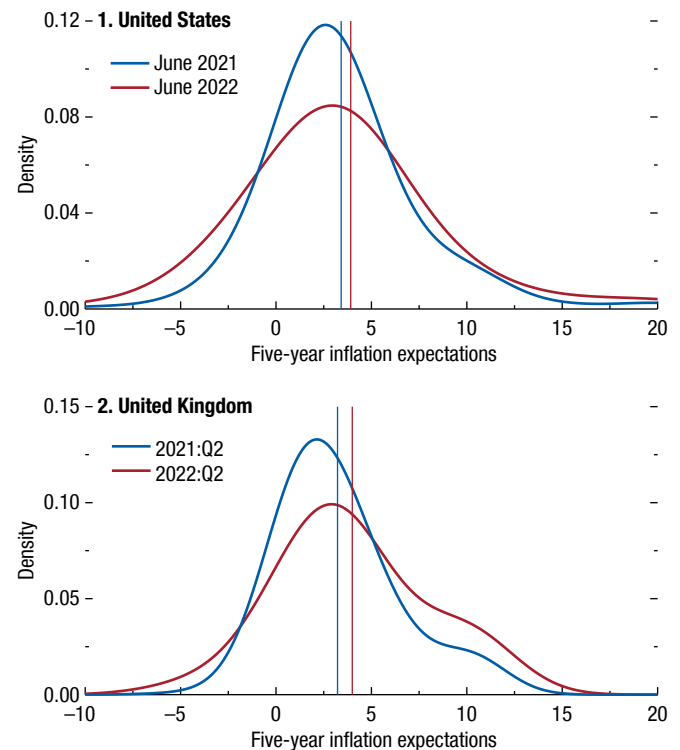 1. United States
June 2021
June 2022
0.12
0.08
0.04
0.00
Density
–10 –5 0 5 10 15 20
Five-year inflation expectations
2. United Kingdom
2021:Q2
2022:Q2
0.15
0.10
0.05
0.00
Density
–10 –5 0 5 10 15 20
Five-year inflation expectations